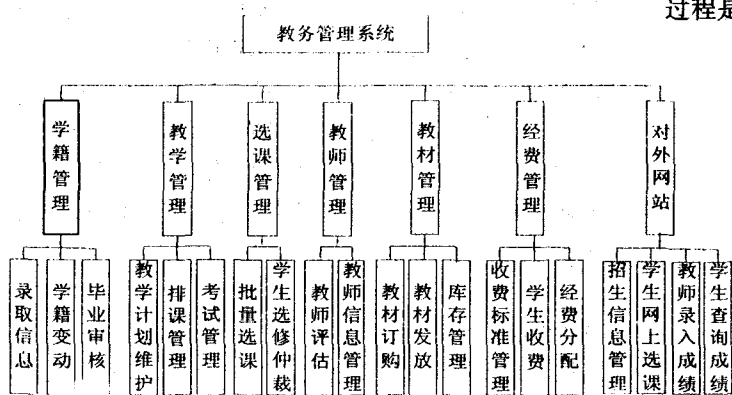 过程是
教务管理系统
学籍管理
教学管理
选课管理
教师管理
教材管理
经费管理
对外网站
录取信息
学籍变动
毕业审核
教学计划维护
排课管理
考试管理
批量选课
学生选修仲裁
教师评估
教师信息管理
教材订购
教材发放
库存管理
收费标准管理
学生收费
经费分配
招生信息管理
学生网上选课
教师录入成绩
学生查询成绩